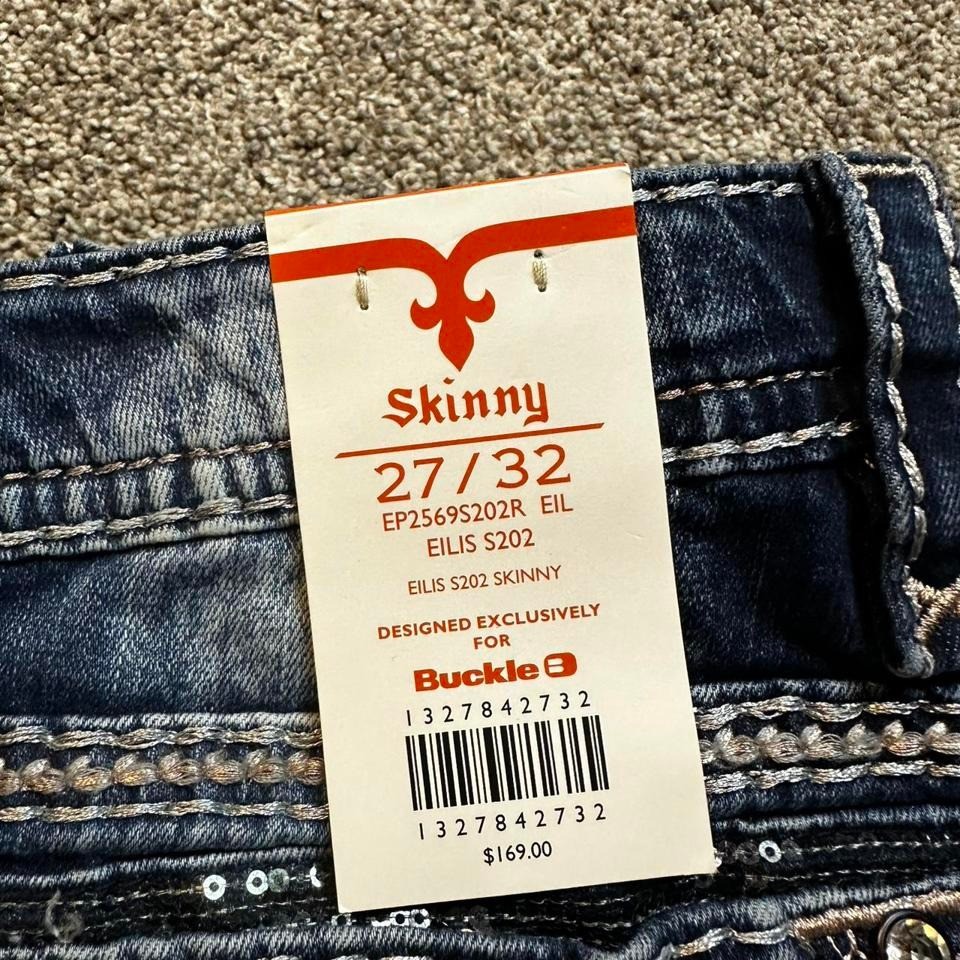 Skinny
27/32
EP2569S202R EIL
EILIS S202
EILIS S202 SKINNY
DESIGNED EXCLUSIVELY
FOR
Buckle B
1327842732
1327842732
$169.00